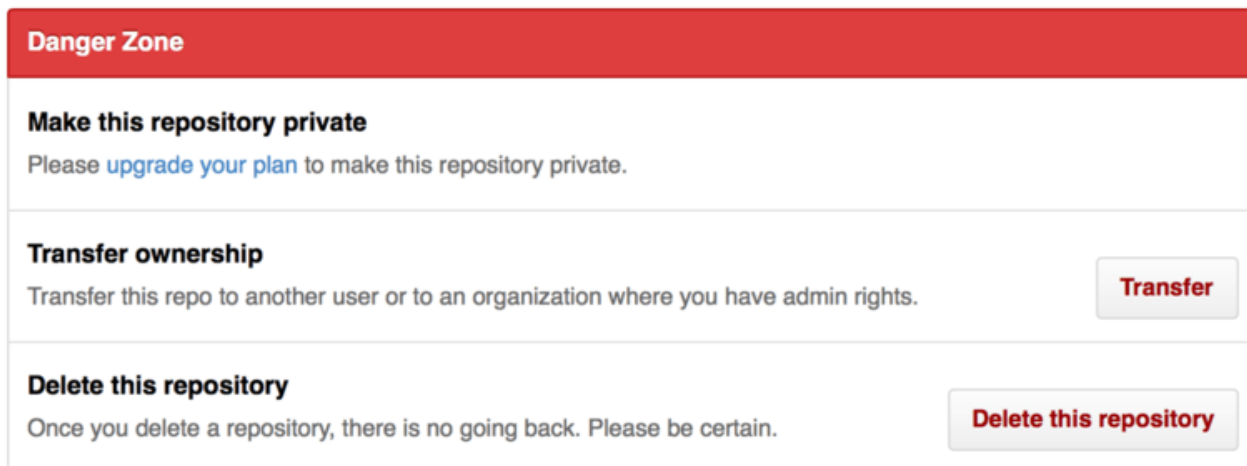 Danger Zone
Make this repository private
Please upgrade your plan to make this repository private.
Transfer ownership
Transfer this repo to another user or to an organization where you have admin rights.
Transfer
Delete this repository
Once you delete a repository, there is no going back. Please be certain.
Delete this repository